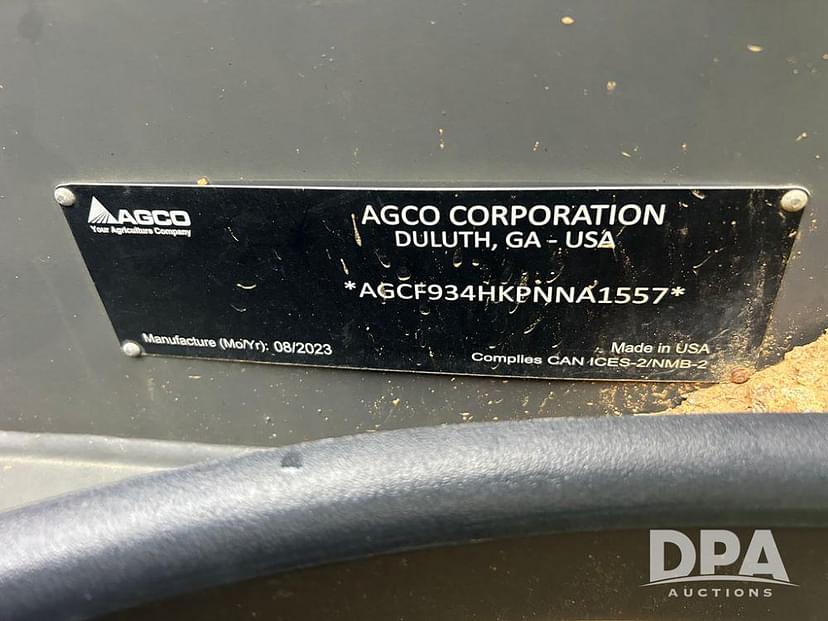 AGCO
Your Agriculture Company
AGCO CORPORATION
DULUTH, GA - USA
*AGCF934HKPNNA1557*
Manufacture (Mo/Yr): 08/2023
Made in USA
Complies CAN ICES-2/NMB-2
DPA
AUCTIONS